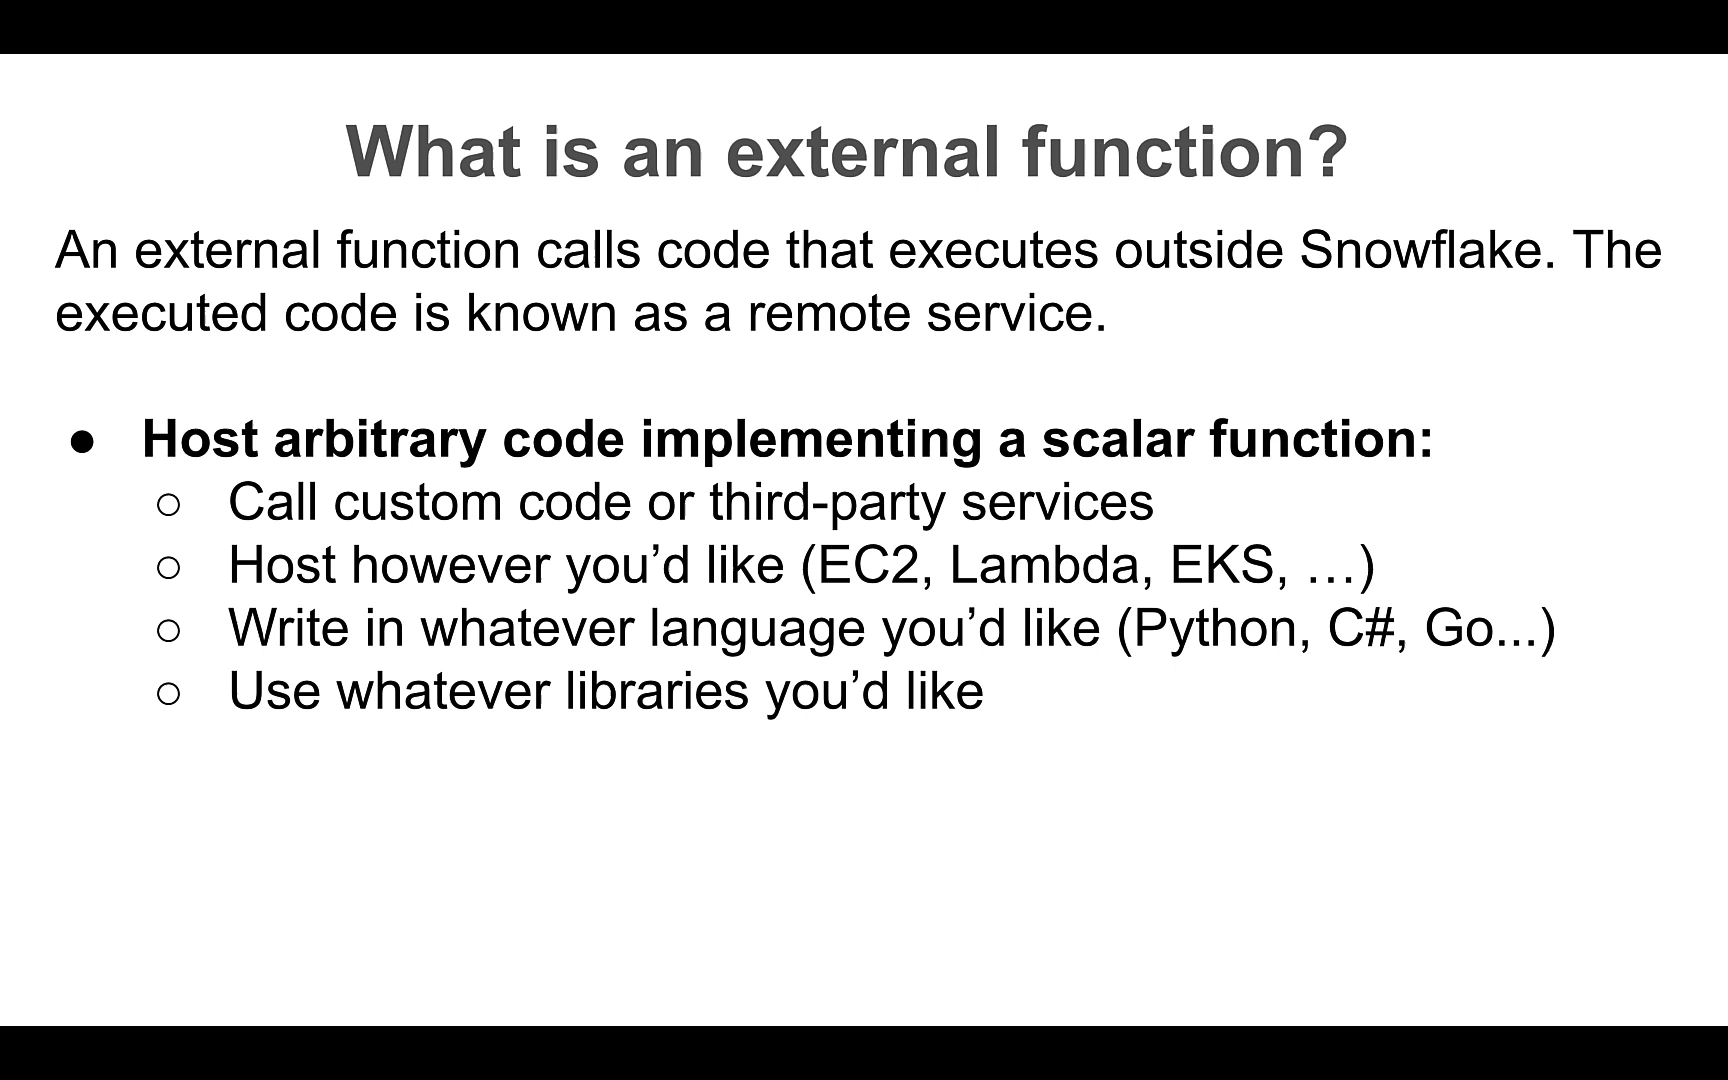 What is an external function?
An external function calls code that executes outside Snowflake. The
executed code is known as a remote service.
● Host arbitrary code implementing a scalar function:
○ Call custom code or third-party services
○ Host however you’d like (EC2, Lambda, EKS, …)
○ Write in whatever language you’d like (Python, C#, Go...)
○ Use whatever libraries you’d like